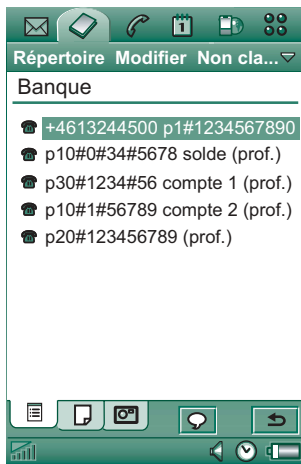 Répertoire Modifier Non cla...
Banque
+4613244500 p1#1234567890
p10#0#34#5678 solde (prof.)
p30#1234#56 compte 1 (prof.)
p10#1#56789 compte 2 (prof.)
p20#123456789 (prof.)